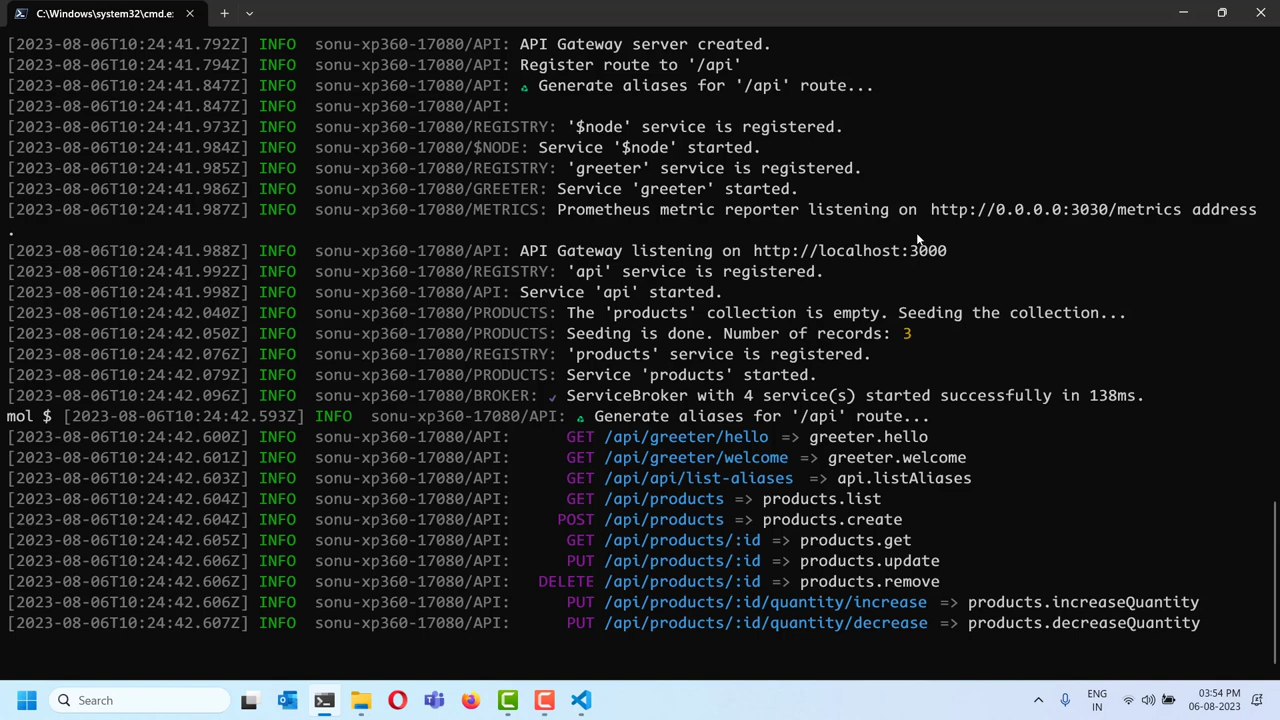 C:\Windows\system32\cmd.ex
[2023-08-06T10:24:41.792Z] INFO sonu-xp360-17080/API: API Gateway server created.
[2023-08-06T10:24:41.794Z] INFO sonu-xp360-17080/API: Register route to '/api'
[2023-08-06T10:24:41.847Z] INFO sonu-xp360-17080/API: ♻ Generate aliases for '/api' route...
[2023-08-06T10:24:41.847Z] INFO sonu-xp360-17080/API:
[2023-08-06T10:24:41.973Z] INFO sonu-xp360-17080/REGISTRY: '$node' service is registered.
[2023-08-06T10:24:41.984Z] INFO sonu-xp360-17080/$NODE: Service '$node' started.
[2023-08-06T10:24:41.985Z] INFO sonu-xp360-17080/REGISTRY: 'greeter' service is registered.
[2023-08-06T10:24:41.986Z] INFO sonu-xp360-17080/GREETER: Service 'greeter' started.
[2023-08-06T10:24:41.987Z] INFO sonu-xp360-17080/METRICS: Prometheus metric reporter listening on http://0.0.0.0:3030/metrics address
.
[2023-08-06T10:24:41.988Z] INFO sonu-xp360-17080/API: API Gateway listening on http://localhost:3000
[2023-08-06T10:24:41.992Z] INFO sonu-xp360-17080/REGISTRY: 'api' service is registered.
[2023-08-06T10:24:41.998Z] INFO sonu-xp360-17080/API: Service 'api' started.
[2023-08-06T10:24:42.040Z] INFO sonu-xp360-17080/PRODUCTS: The 'products' collection is empty. Seeding the collection...
[2023-08-06T10:24:42.050Z] INFO sonu-xp360-17080/PRODUCTS: Seeding is done. Number of records: 3
[2023-08-06T10:24:42.076Z] INFO sonu-xp360-17080/REGISTRY: 'products' service is registered.
[2023-08-06T10:24:42.079Z] INFO sonu-xp360-17080/PRODUCTS: Service 'products' started.
[2023-08-06T10:24:42.096Z] INFO sonu-xp360-17080/BROKER: ✓ ServiceBroker with 4 service(s) started successfully in 138ms.
mol $ [2023-08-06T10:24:42.593Z] INFO sonu-xp360-17080/API: ♻ Generate aliases for '/api' route...
[2023-08-06T10:24:42.600Z] INFO sonu-xp360-17080/API: GET /api/greeter/hello => greeter.hello
[2023-08-06T10:24:42.601Z] INFO sonu-xp360-17080/API: GET /api/greeter/welcome => greeter.welcome
[2023-08-06T10:24:42.603Z] INFO sonu-xp360-17080/API: GET /api/api/list-aliases => api.listAliases
[2023-08-06T10:24:42.604Z] INFO sonu-xp360-17080/API: GET /api/products => products.list
[2023-08-06T10:24:42.604Z] INFO sonu-xp360-17080/API: POST /api/products => products.create
[2023-08-06T10:24:42.605Z] INFO sonu-xp360-17080/API: GET /api/products/:id => products.get
[2023-08-06T10:24:42.606Z] INFO sonu-xp360-17080/API: PUT /api/products/:id => products.update
[2023-08-06T10:24:42.606Z] INFO sonu-xp360-17080/API: DELETE /api/products/:id => products.remove
[2023-08-06T10:24:42.606Z] INFO sonu-xp360-17080/API: PUT /api/products/:id/quantity/increase => products.increaseQuantity
[2023-08-06T10:24:42.607Z] INFO sonu-xp360-17080/API: PUT /api/products/:id/quantity/decrease => products.decreaseQuantity
Search
ENG
IN
03:54 PM
06-08-2023